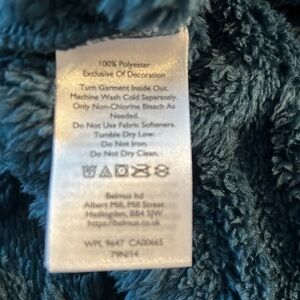 100% Polyester
Exclusive Of Decoration
Turn Garment Inside Out.
Machine Wash Cold Separately.
Only Non-Chlorine Bleach As
Needed.
Do Not Use Fabric Softeners.
Tumble Dry Low.
Do Not Iron.
Do Not Dry Clean.
Belmus ltd
Albert Mill, Mill Street
Haslingden, BB4 5JW
https://belmus.co.uk
WPL 9647 CA00665
79N/14